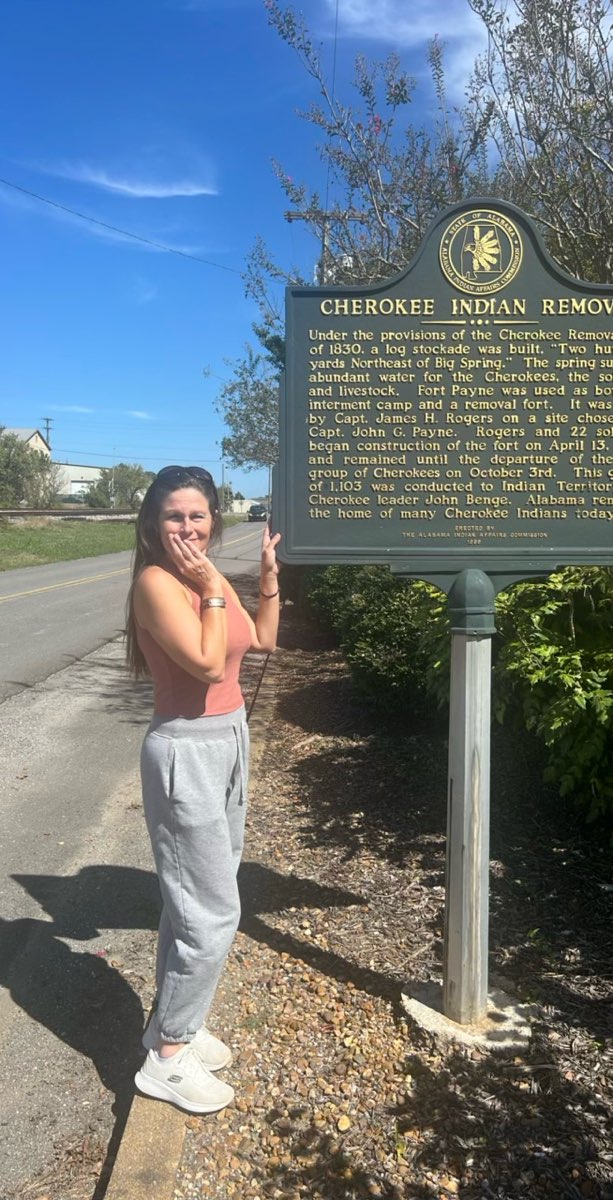 STATE OF ALABAMA
ALABAMA INDIAN AFFAIRS COMMISSION
CHEROKEE INDIAN REMOV
Under the provisions of the Cherokee Remova
of 1830, a log stockade was built, "Two hu
yards Northeast of Big Spring." The spring su
abundant water for the Cherokees, the so
and livestock. Fort Payne was used as bo
interment camp and a removal fort. It was
by Capt. James H. Rogers on a site chose
Capt. John G. Payne. Rogers and 22 sol
began construction of the fort on April 13,
and remained until the departure of the
group of Cherokees on October 3rd. This g
of 1,103 was conducted to Indian Territor
Cherokee leader John Benge. Alabama re
the home of many Cherokee Indians today
ERECTED BY
THE ALABAMA INDIAN AFFAIRS COMMISSION